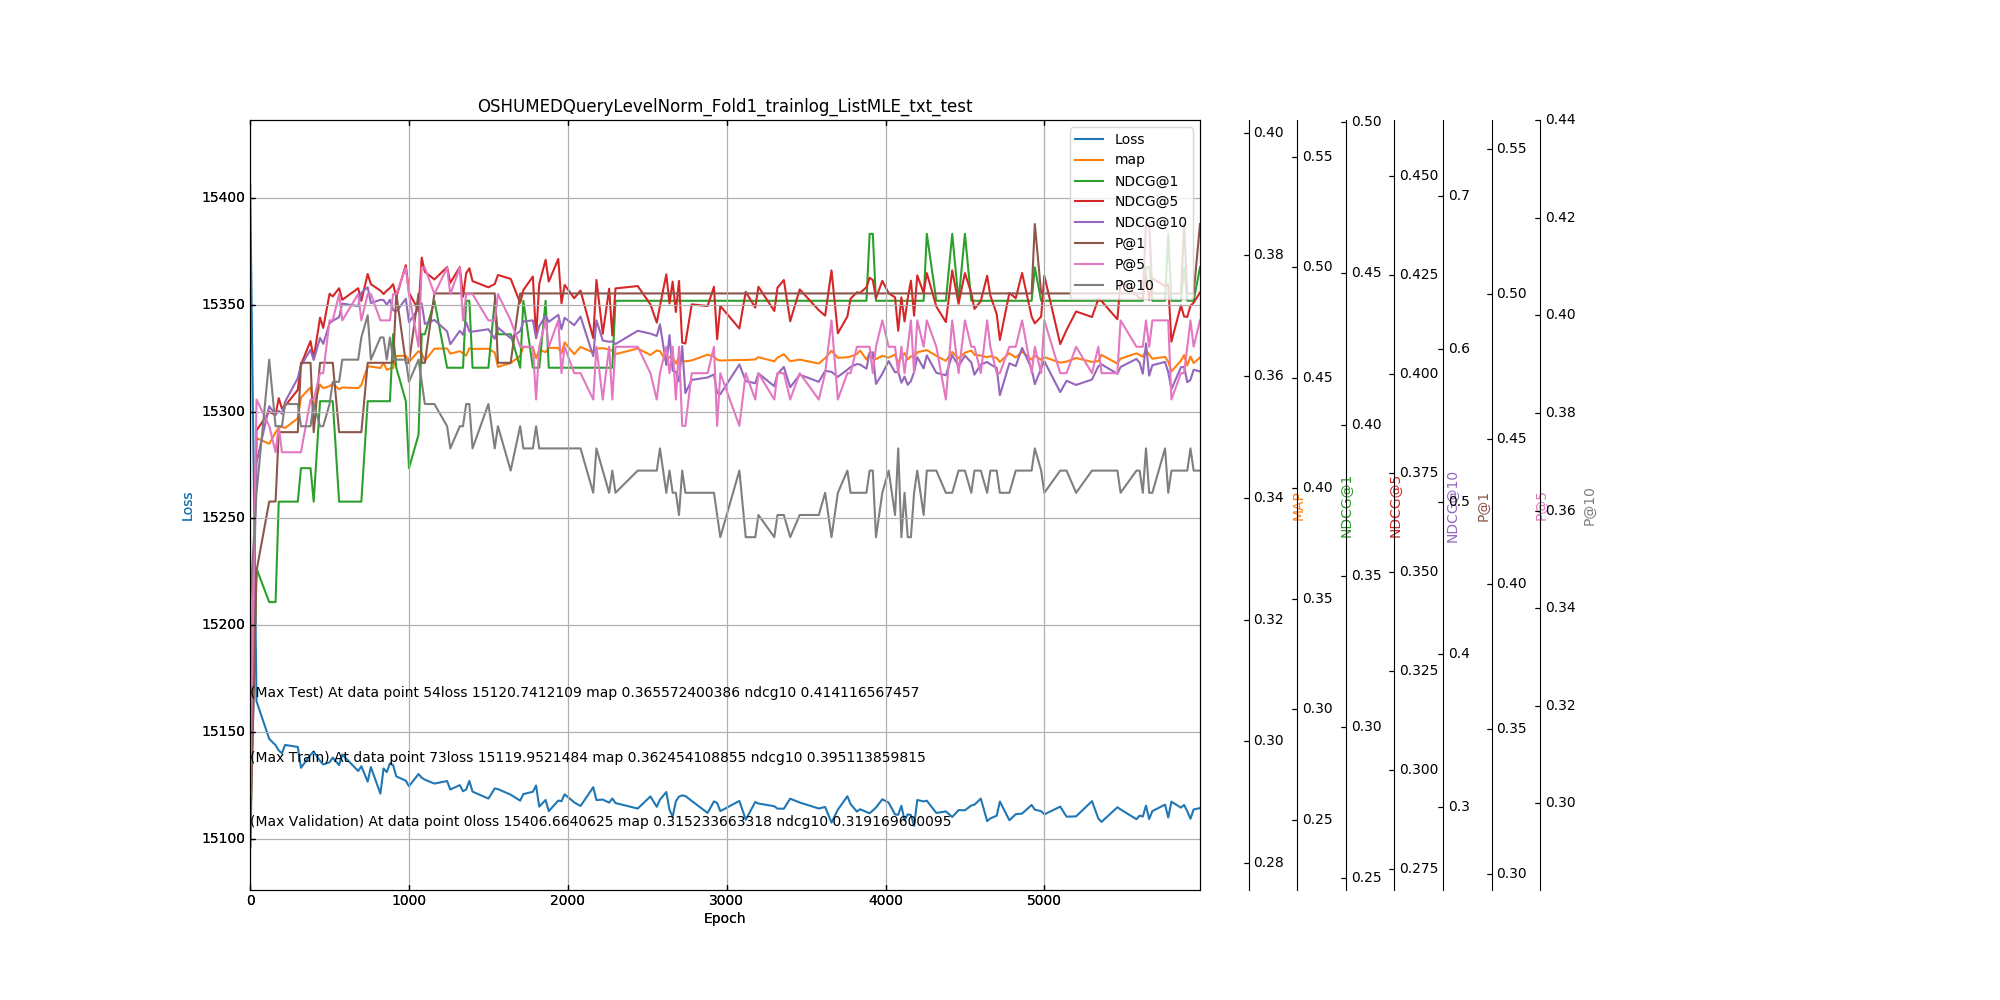 OSHUMEDQueryLevelNorm_Fold1_trainlog_ListMLE_txt_test
Loss
map
NDCG@1
NDCG@5
NDCG@10
P@1
P@5
P@10
15400
15350
15300
15250
15200
15150
15100
Loss
(Max Test) At data point 54loss 15120.7412109 map 0.365572400386 ndcg10 0.414116567457
(Max Train) At data point 73loss 15119.9521484 map 0.362454108855 ndcg10 0.395113859815
(Max Validation) At data point 0loss 15406.6640625 map 0.315233663318 ndcg10 0.319169600095
0 1000 2000 3000 4000 5000
Epoch
0.40
0.38
0.36
0.34
0.32
0.30
0.28
MAP
0.55
0.50
0.45
0.40
0.35
0.30
0.25
NDCG@1
0.50
0.45
0.40
0.35
0.30
0.25
NDCG@5
0.450
0.425
0.400
0.375
0.350
0.325
0.300
0.275
NDCG@10
0.7
0.6
0.5
0.4
0.3
P@1
0.55
0.50
0.45
0.40
0.35
0.30
P@5
0.44
0.42
0.40
0.38
0.36
0.34
0.32
0.30
P@10